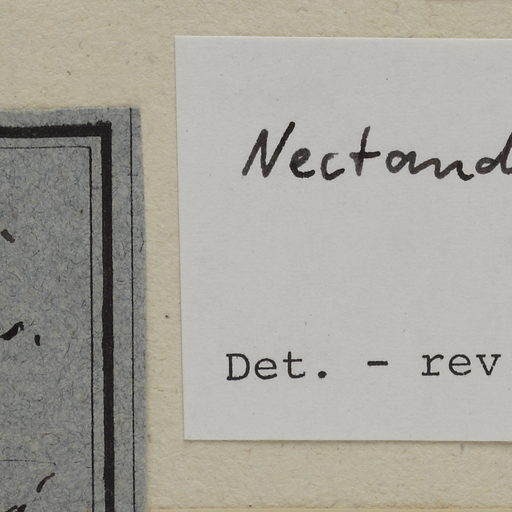 Nectand
Det. - rev